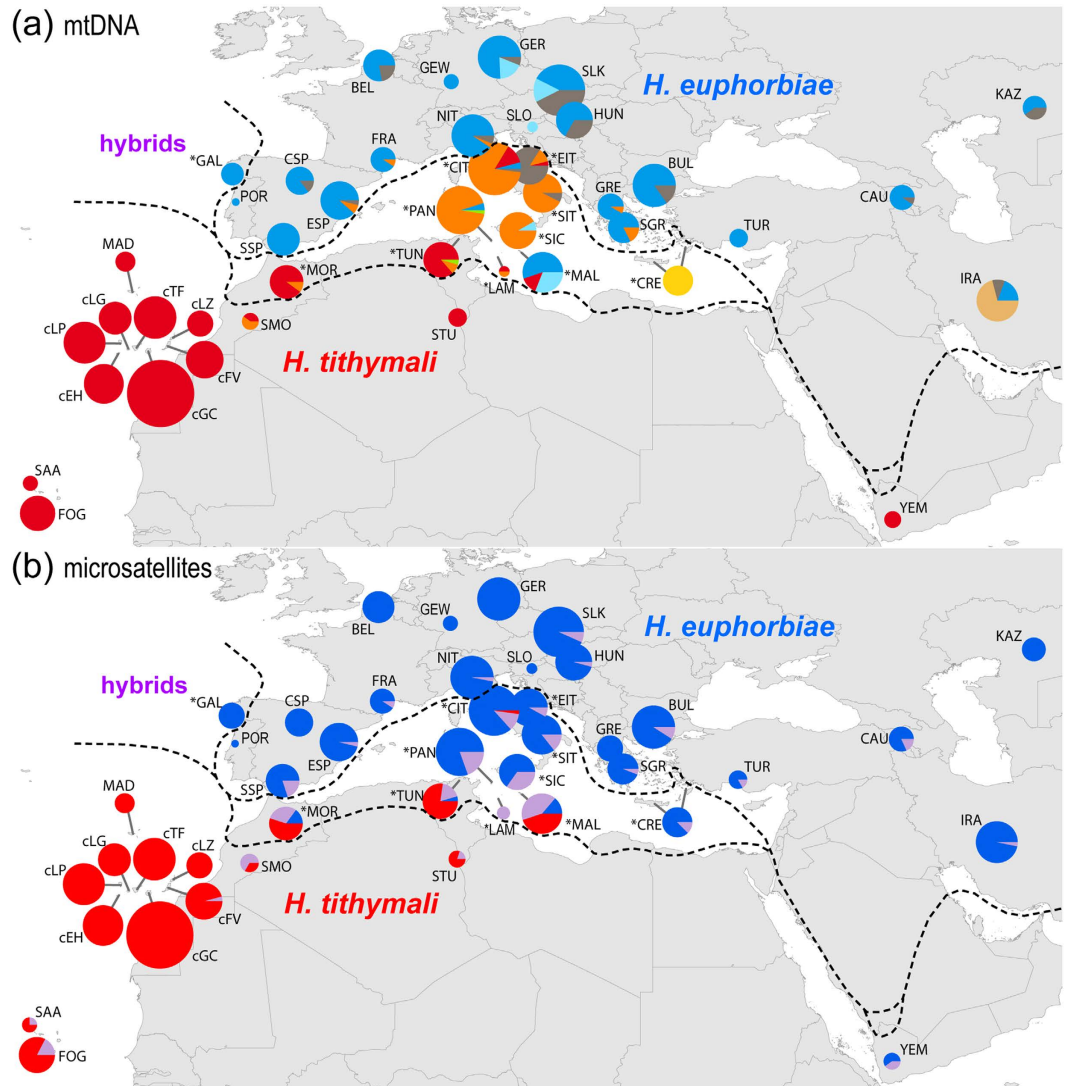 (a) mtDNA
GER
GEW
BEL
SLK
H. euphorbiae
KAZ
NIT
SLO
HUN
hybrids
FRA
*GAL
CSP
*CIT
*EIT
BUL
CAU
POR
ESP
*PAN
*SIT
GRE
SGR
TUR
SSP
*SIC
MAD
*TUN
*MOR
*LAM
*MAL
*CRE
IRA
cTF
cLG
cLZ
cLP
SMO
STU
H. tithymali
cFV
cEH
cGC
SAA
FOG
YEM
(b) microsatellites
GER
GEW
BEL
SLK
H. euphorbiae
KAZ
NIT
SLO
HUN
hybrids
FRA
*GAL
CSP
*CIT
*EIT
BUL
CAU
POR
ESP
*PAN
*SIT
GRE
SGR
TUR
SSP
*SIC
MAD
*TUN
*MOR
*LAM
*MAL
*CRE
IRA
cTF
cLG
cLZ
cLP
SMO
STU
H. tithymali
cFV
cEH
cGC
SAA
FOG
YEM